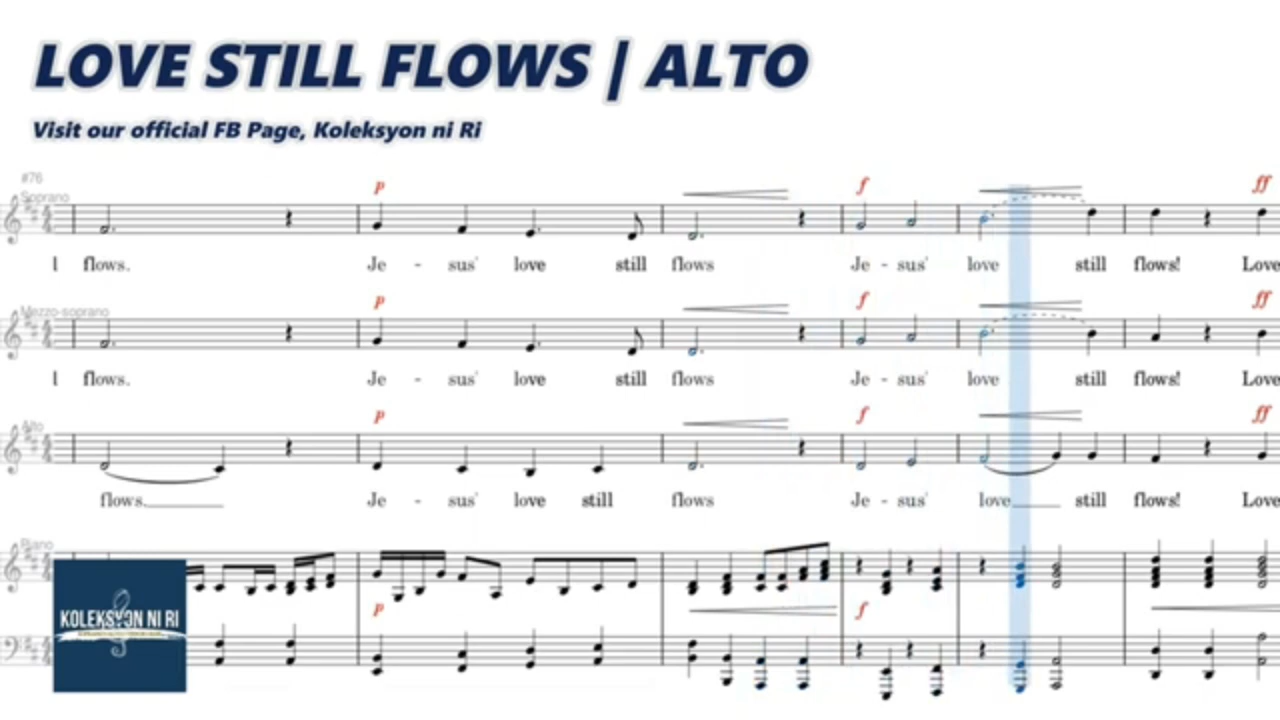 LOVE STILL FLOWS | ALTO
Visit our official FB Page, Koleksyon ni Ri
#76
Soprano
p f ff
l flows. Je - sus' love still flows Je - sus' love still flows! Love
Mezzo-soprano
p f ff
l flows. Je - sus' love still flows Je - sus' love still flows! Love
Alto
p f ff
flows. Je - sus' love still flows Je - sus' love still flows! Love
Piano
p f
KOLEKSYON NI RI